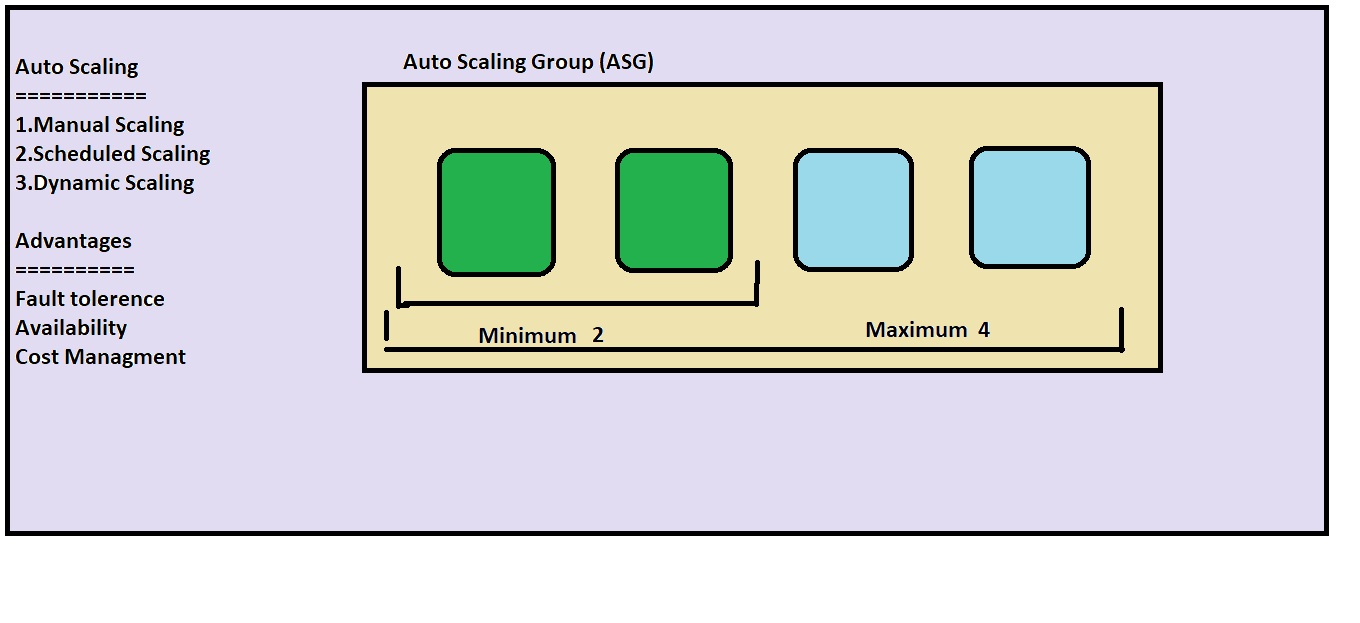 Auto Scaling
===========
1.Manual Scaling
2.Scheduled Scaling
3.Dynamic Scaling
Advantages
==========
Fault tolerence
Availability
Cost Managment
Auto Scaling Group (ASG)
Minimum 2
Maximum 4